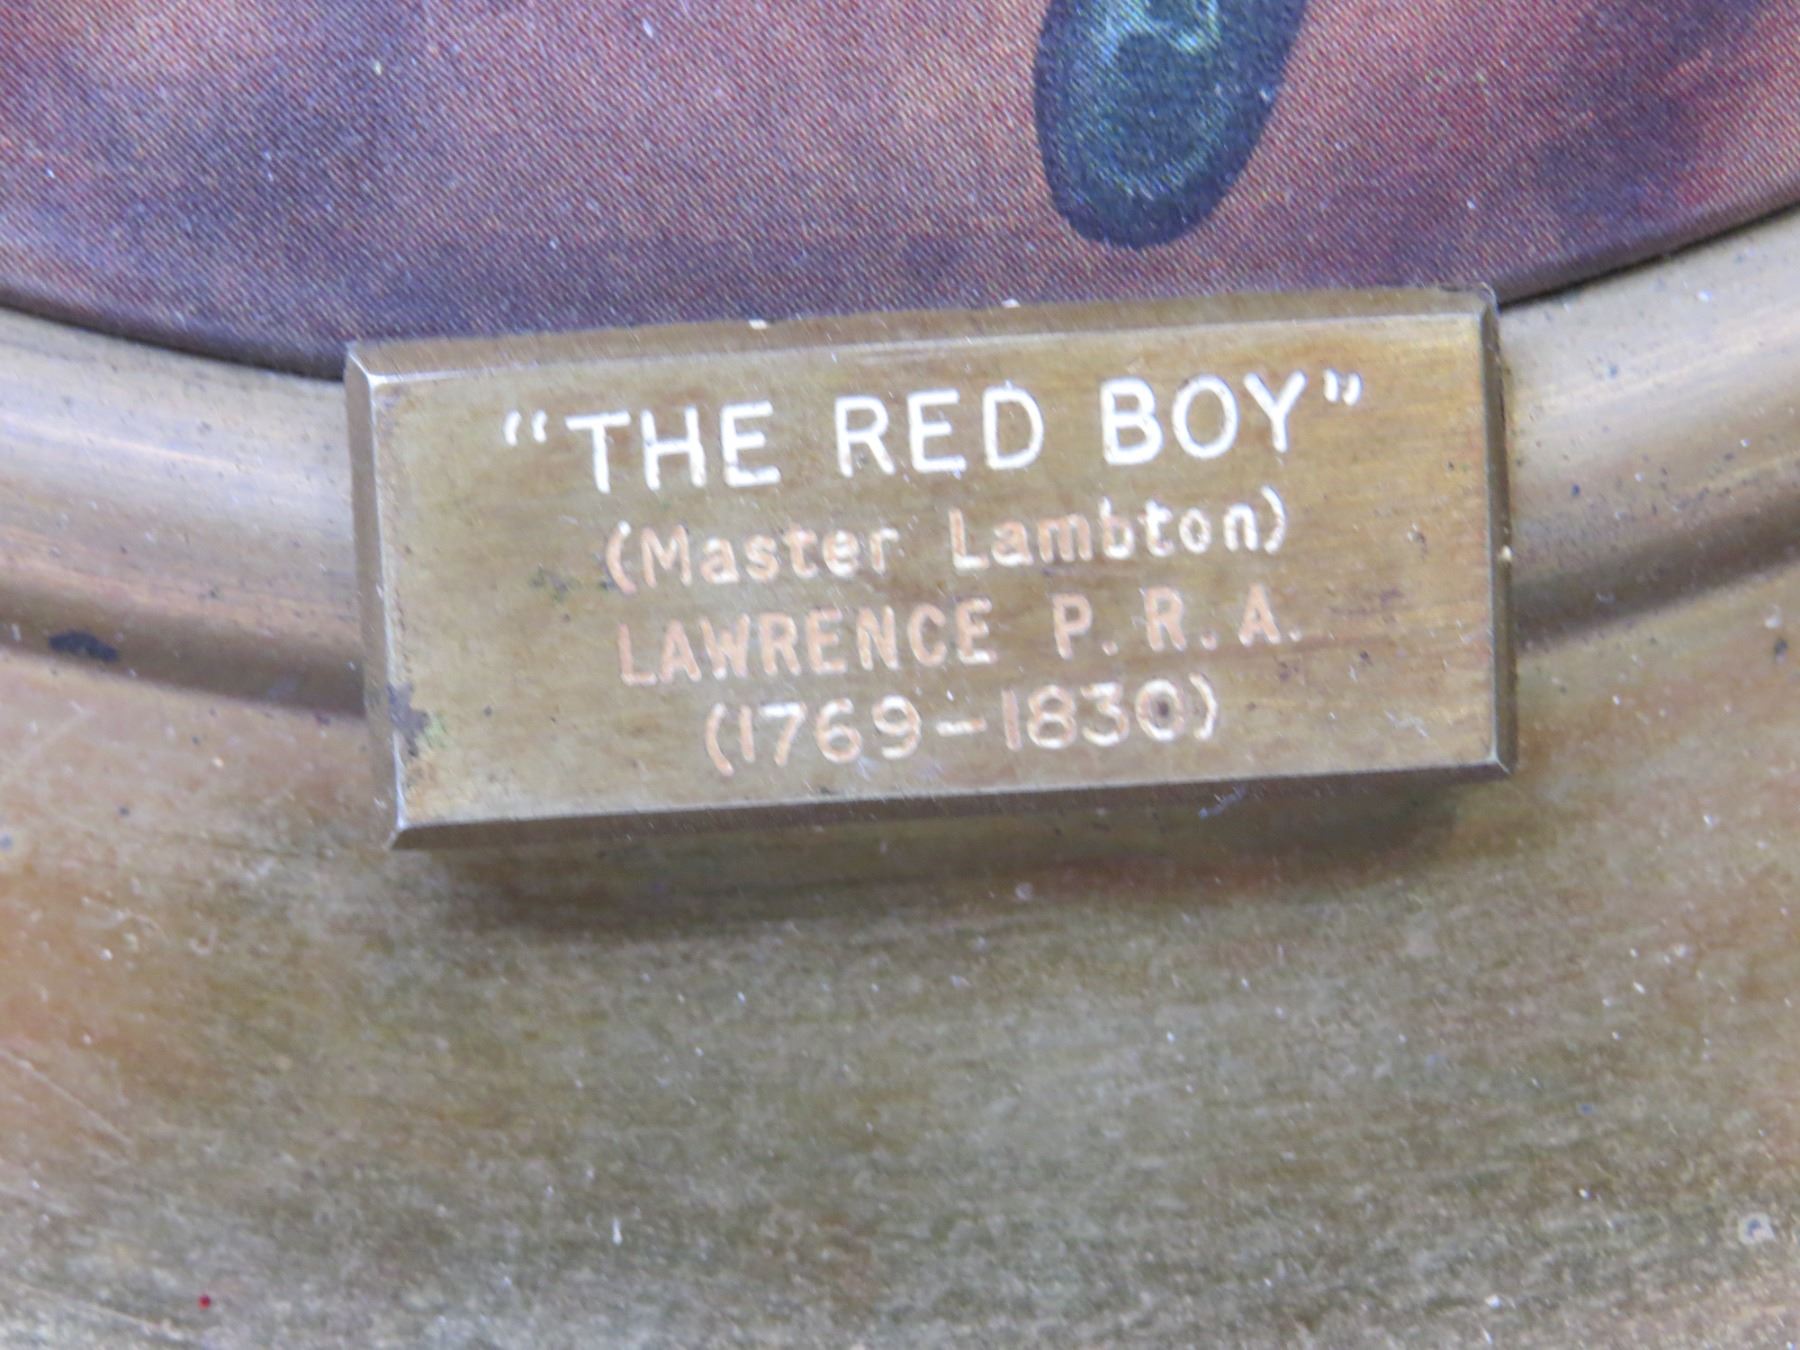 “THE RED BOY”
(Master Lambton)
LAWRENCE P. R. A.
(1769-1830)